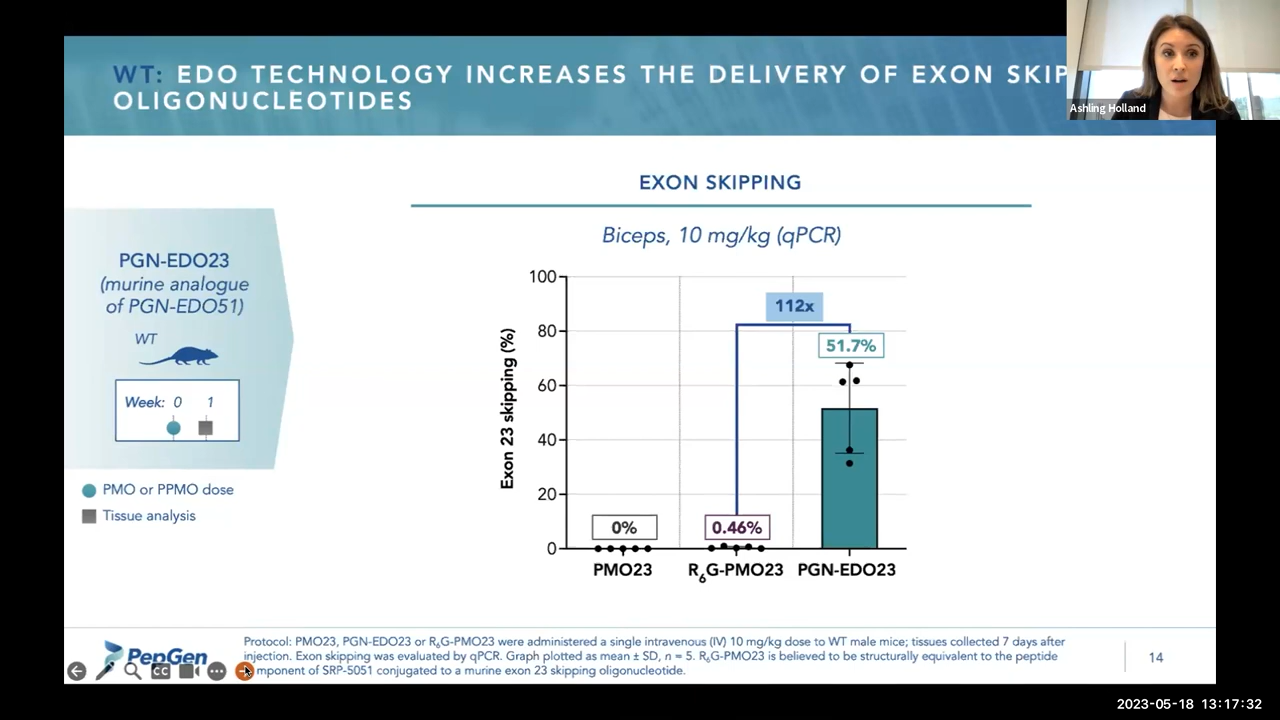 WT: EDO TECHNOLOGY INCREASES THE DELIVERY OF EXON SKIP
OLIGONUCLEOTIDES
Ashling Holland
EXON SKIPPING
Biceps, 10 mg/kg (qPCR)
PGN-EDO23
(murine analogue
of PGN-EDO51)
WT
Week: 0 1
PMO or PPMO dose
Tissue analysis
Exon 23 skipping (%)
100
80
60
40
20
0
112x
51.7%
0%
0.46%
PMO23
R6G-PMO23
PGN-EDO23
PepGen
CC
Protocol: PMO23, PGN-EDO23 or R6G-PMO23 were administered a single intravenous (IV) 10 mg/kg dose to WT male mice; tissues collected 7 days after
injection. Exon skipping was evaluated by qPCR. Graph plotted as mean ± SD, n = 5. R6G-PMO23 is believed to be structurally equivalent to the peptide
mponent of SRP-5051 conjugated to a murine exon 23 skipping oligonucleotide.
14
2023-05-18 13:17:32